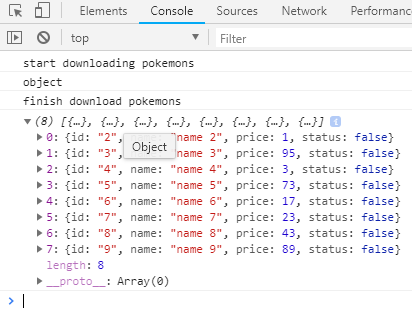 Elements Console Sources Network Performance
top Filter
start downloading pokemons
object
finish download pokemons
(8) [{…}, {…}, {…}, {…}, {…}, {…}, {…}, {…}]
0: {id: "2", "name 2", price: 1, status: false}
1: {id: "3", "name 3", price: 95, status: false}
Object
2: {id: "4", name: "name 4", price: 3, status: false}
3: {id: "5", name: "name 5", price: 73, status: false}
4: {id: "6", name: "name 6", price: 17, status: false}
5: {id: "7", name: "name 7", price: 23, status: false}
6: {id: "8", name: "name 8", price: 43, status: false}
7: {id: "9", name: "name 9", price: 89, status: false}
length: 8
__proto__: Array(0)